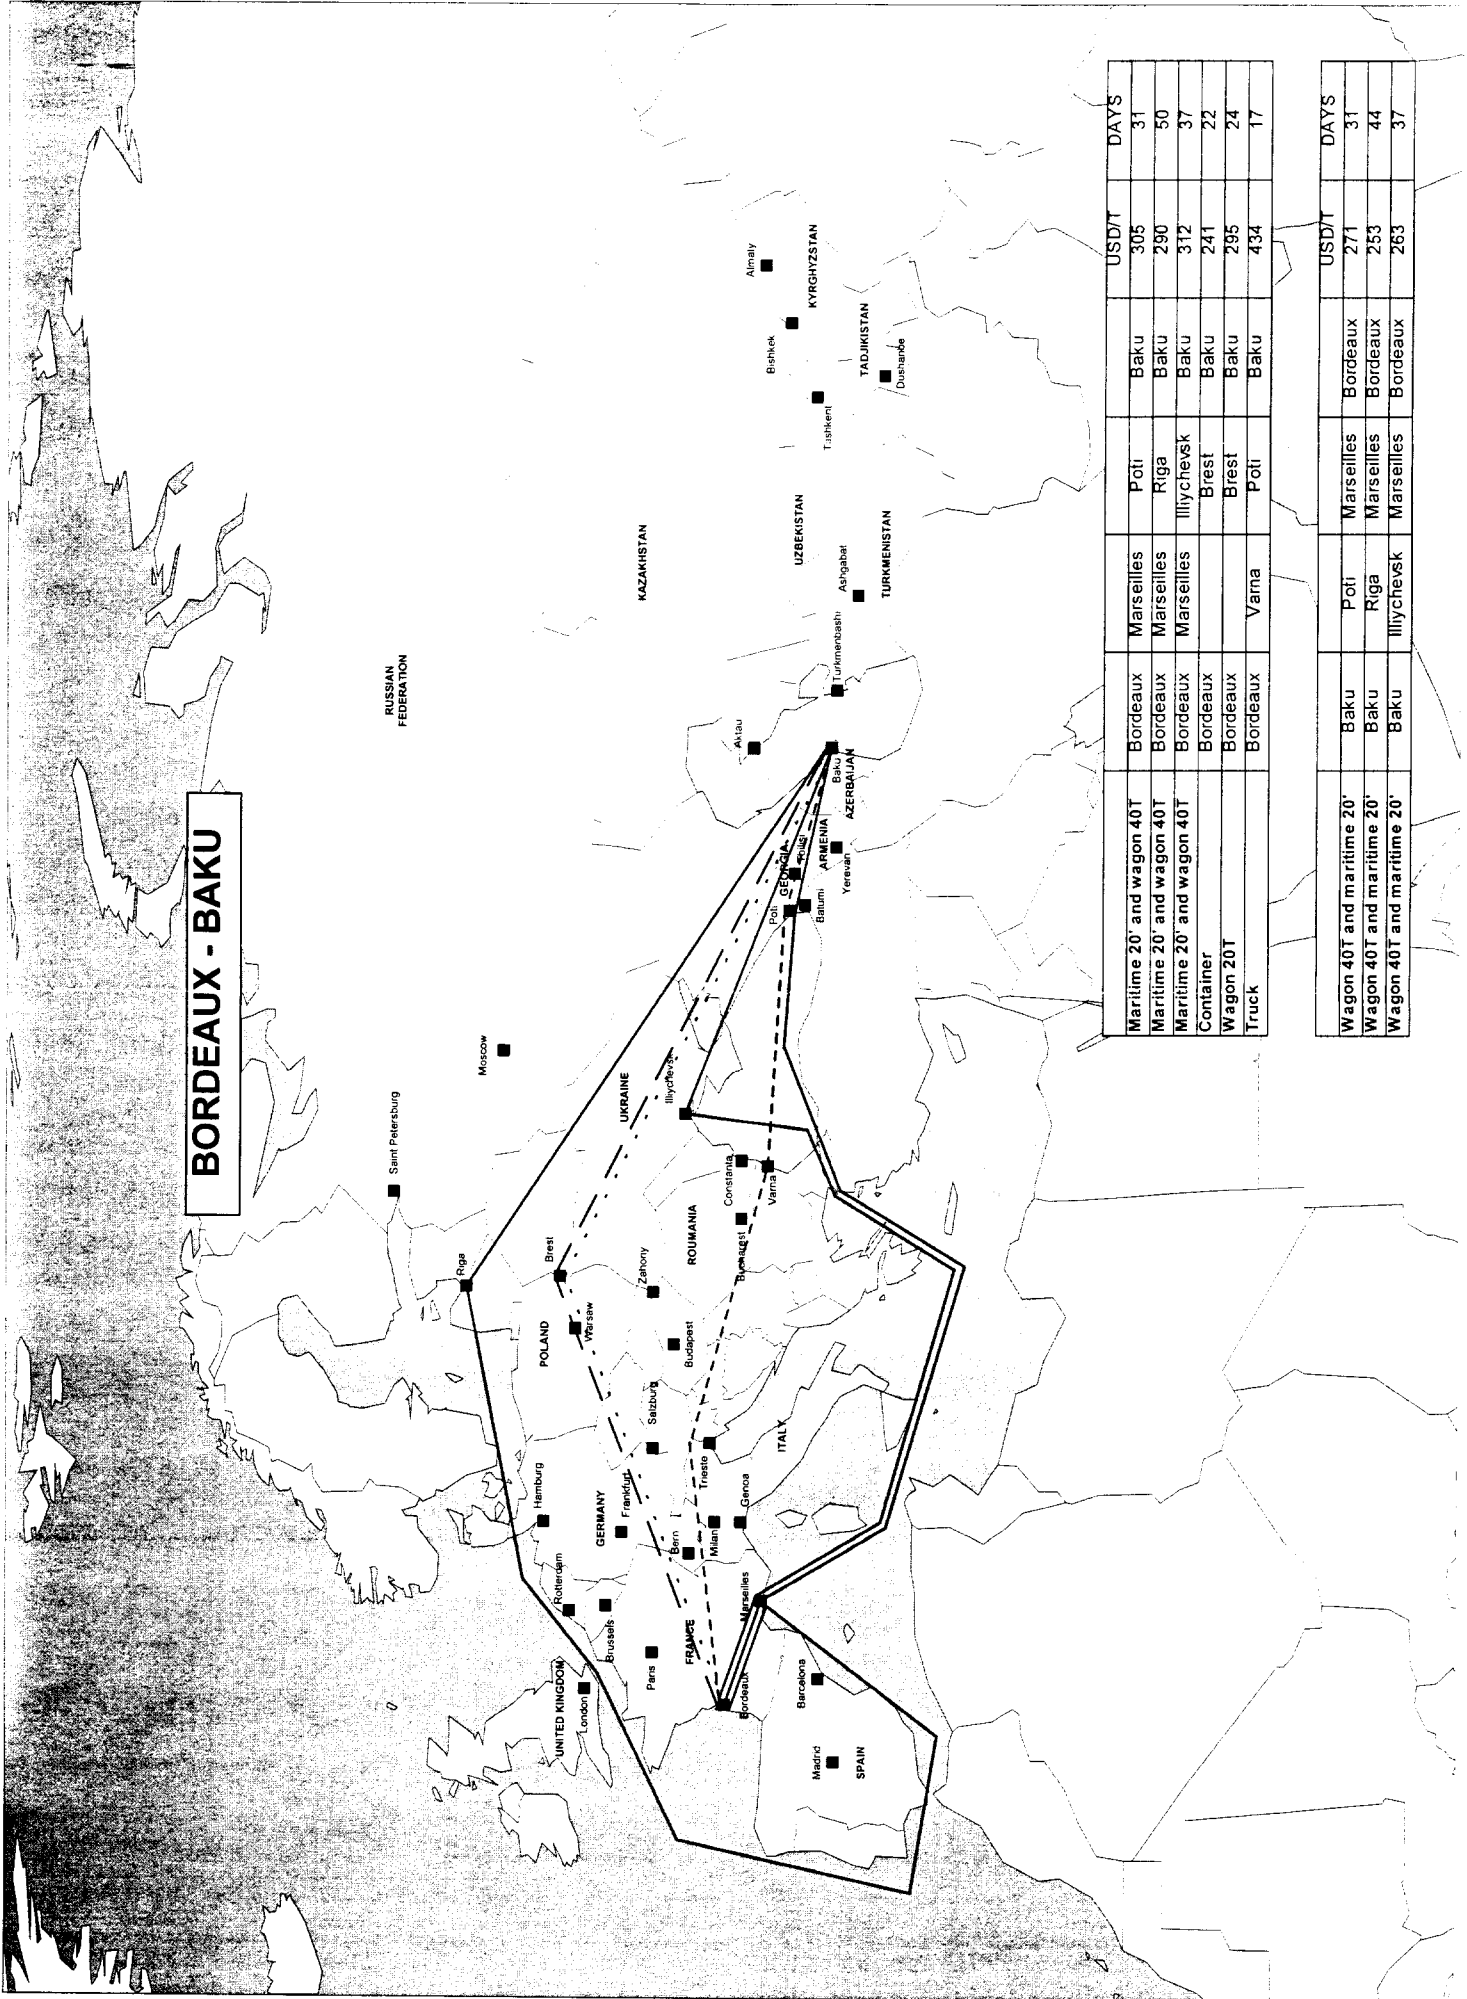 BORDEAUX - BAKU
RUSSIAN
FEDERATION
Saint Petersburg
Moscow
Riga
KAZAKHSTAN
UNITED KINGDOM
London
Rotterdam
Hamburg
Brussels
Paris
GERMANY
Frankfurt
POLAND
Warsaw
Brest
UKRAINE
Illiychevsk
Salzburg
Budapest
Zahony
ROUMANIA
Bucharest
Constanta
Varna
FRANCE
Bern
Milan
Trieste
Genoa
ITALY
Bordeaux
Marseilles
Barcelona
Madrid
SPAIN
Poti
Batumi
GEORGIA
Tbilisi
ARMENIA
Yerevan
Baku
AZERBAIJAN
Aktau
Turkmenbashi
Ashgabat
TURKMENISTAN
UZBEKISTAN
Tashkent
Bishkek
Almaty
KYRGHYZSTAN
TADJIKISTAN
Dushanbe
USD/T DAYS
Maritime 20' and wagon 40T Bordeaux Marseilles Poti Baku 305 31
Maritime 20' and wagon 40T Bordeaux Marseilles Riga Baku 290 50
Maritime 20' and wagon 40T Bordeaux Marseilles Illiychevsk Baku 312 37
Container Bordeaux Brest Baku 241 22
Wagon 20T Bordeaux Brest Baku 295 24
Truck Bordeaux Varna Poti Baku 434 17
USD/T DAYS
Wagon 40T and maritime 20' Baku Poti Marseilles Bordeaux 271 31
Wagon 40T and maritime 20' Baku Riga Marseilles Bordeaux 253 44
Wagon 40T and maritime 20' Baku Illiychevsk Marseilles Bordeaux 263 37